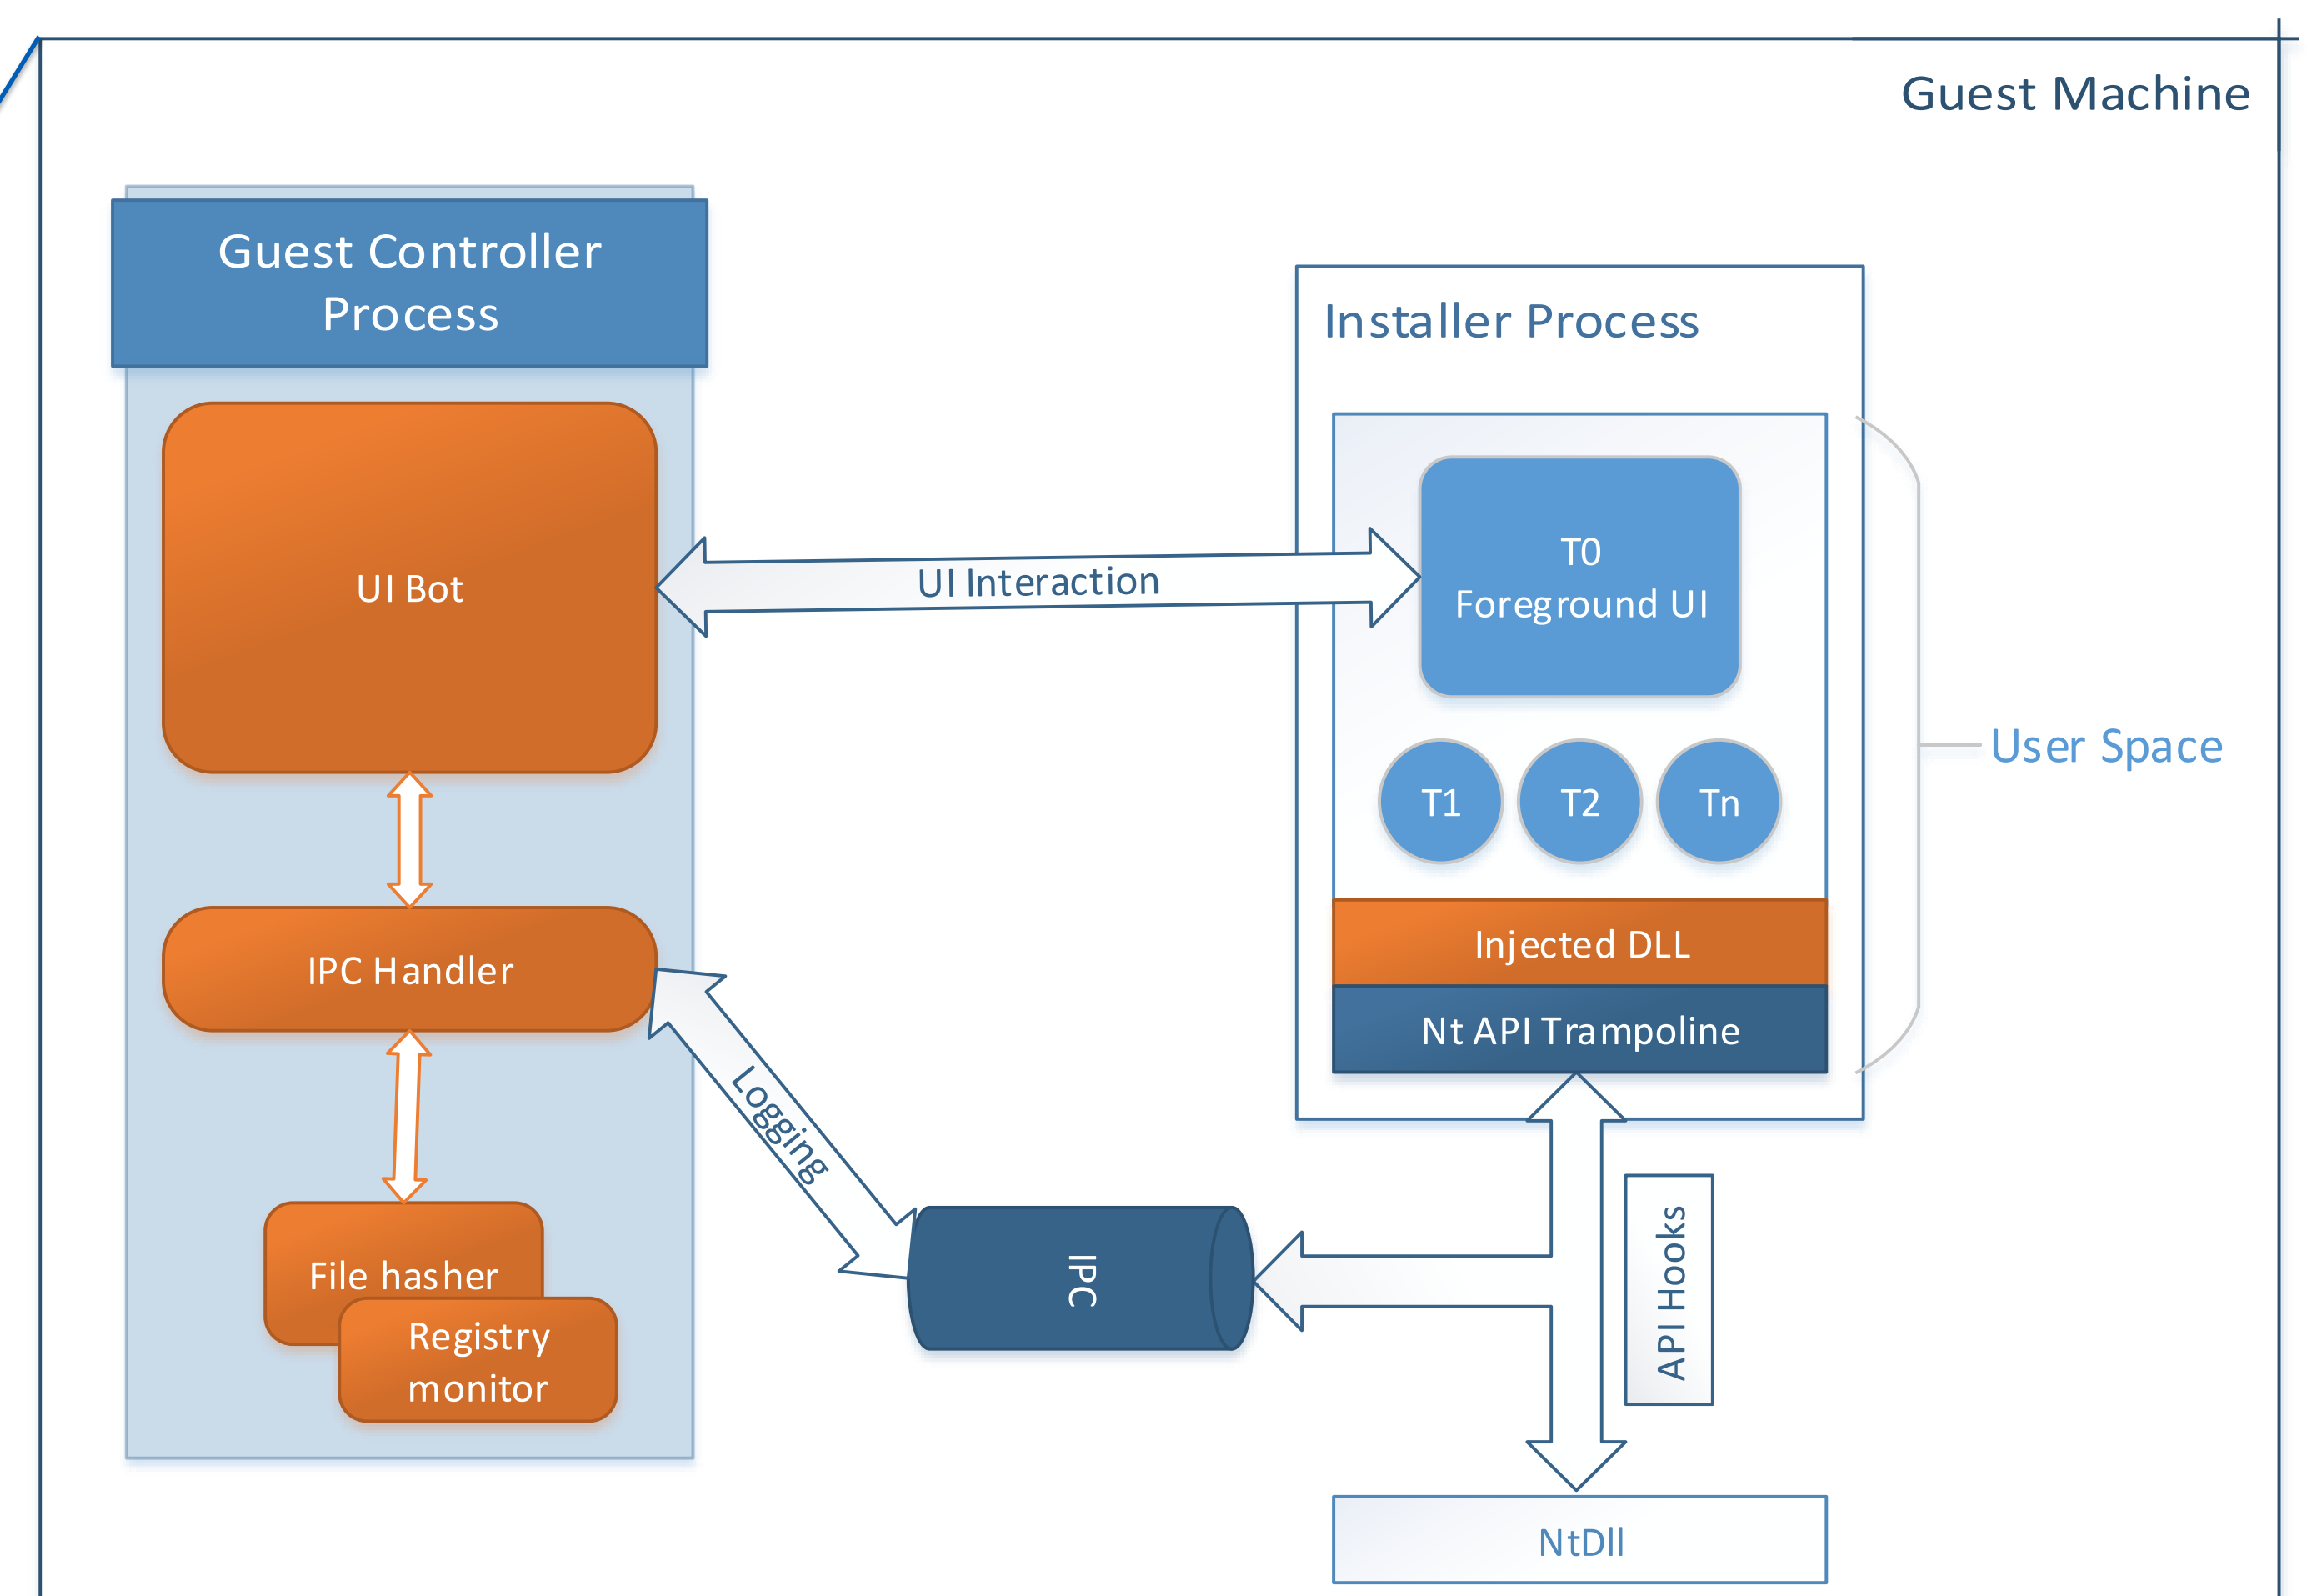 Guest Machine
Guest Controller
Process
UI Bot
IPC Handler
File hasher
Registry
monitor
UI Interaction
Logging
IPC
Installer Process
T0
Foreground UI
T1
T2
Tn
Injected DLL
Nt API Trampoline
User Space
API Hooks
NtDll